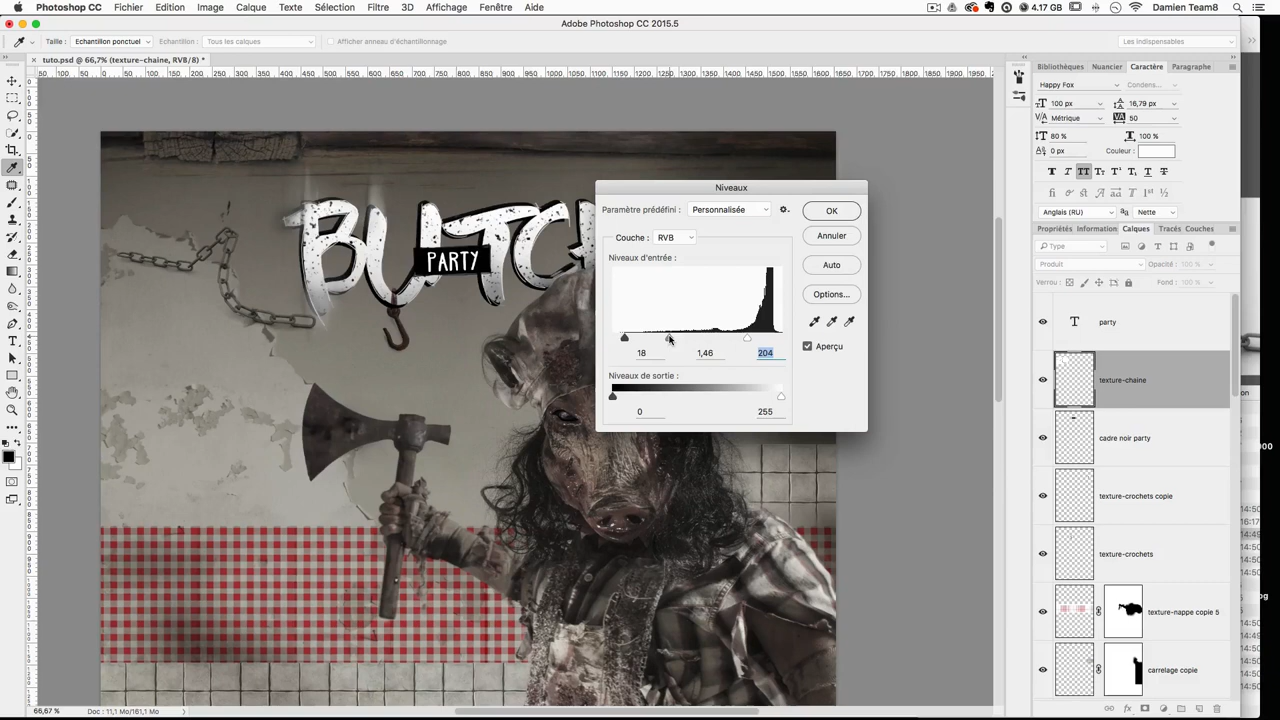 Photoshop CC Fichier Edition Image Calque Texte Sélection Filtre 3D Affichage Fenêtre Aide 4.17 GB Damien Team8
Adobe Photoshop CC 2015.5
Taille : Echantillon ponctuel Echantillon : Tous les calques Afficher anneau d'échantillonnage Les indispensables
× tuto.psd @ 66,7% (texture-chaine, RVB/8) *
Bibliothèques Nuancier Caractère Paragraphe
Happy Fox Condens...
100 px 16,79 px
Métrique 50
80 % 100 %
0 px Couleur :
Anglais (RU) Nette
Propriétés Information Calques Tracés Couches
Type
Produit Opacité : 100 %
Verrou : Fond : 100 %
party
texture-chaine
cadre noir party
texture-crochets copie
texture-crochets
texture-nappe copie 5
carrelage copie
BUTCH
PARTY
Niveaux
Paramètre prédéfini : Personnalisée
OK
Couche : RVB
Annuler
Niveaux d'entrée :
Auto
Options...
Aperçu
18 1,46 204
Niveaux de sortie :
0 255
66,67 % Doc : 11,1 Mo/161,1 Mo